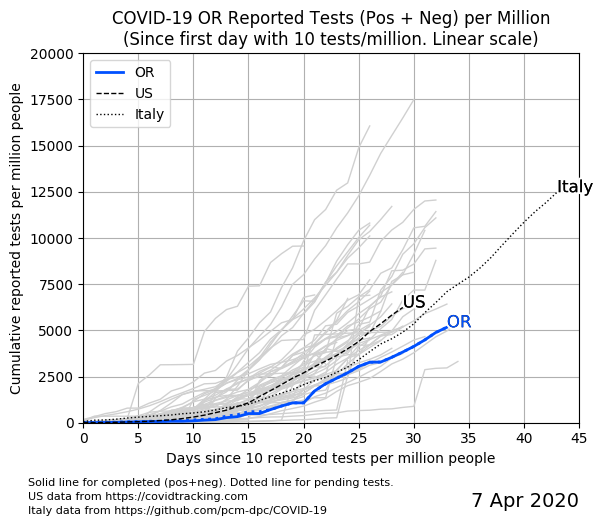 COVID-19 OR Reported Tests (Pos + Neg) per Million
(Since first day with 10 tests/million. Linear scale)
Cumulative reported tests per million people
20000
17500
15000
12500
10000
7500
5000
2500
0
OR
US
Italy
Italy
US
OR
0 5 10 15 20 25 30 35 40 45
Days since 10 reported tests per million people
Solid line for completed (pos+neg). Dotted line for pending tests.
US data from https://covidtracking.com
Italy data from https://github.com/pcm-dpc/COVID-19
7 Apr 2020